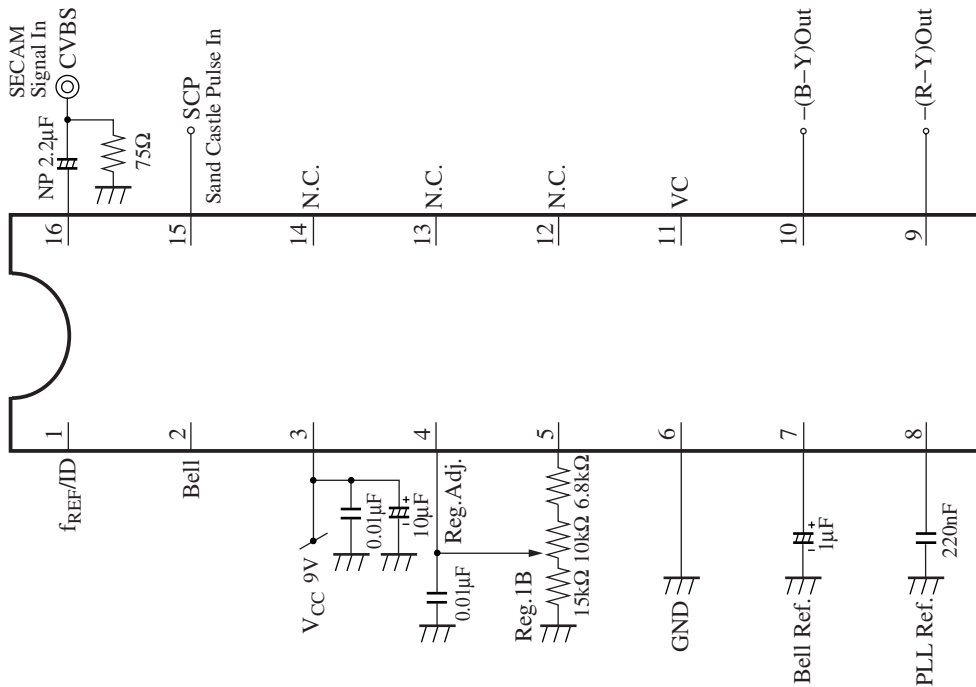 SECAM
Signal In
CVBS
NP 2.2µF
75Ω
SCP
Sand Castle Pulse In
N.C.
N.C.
N.C.
VC
-(B-Y)Out
-(R-Y)Out
16
15
14
13
12
11
10
9
1
2
3
4
5
6
7
8
fREF/ID
Bell
VCC 9V
0.01µF
10µF
+
-
Reg.Adj.
0.01µF
Reg.1B
15kΩ 10kΩ 6.8kΩ
GND
Bell Ref.
1µF
+
-
PLL Ref.
220nF